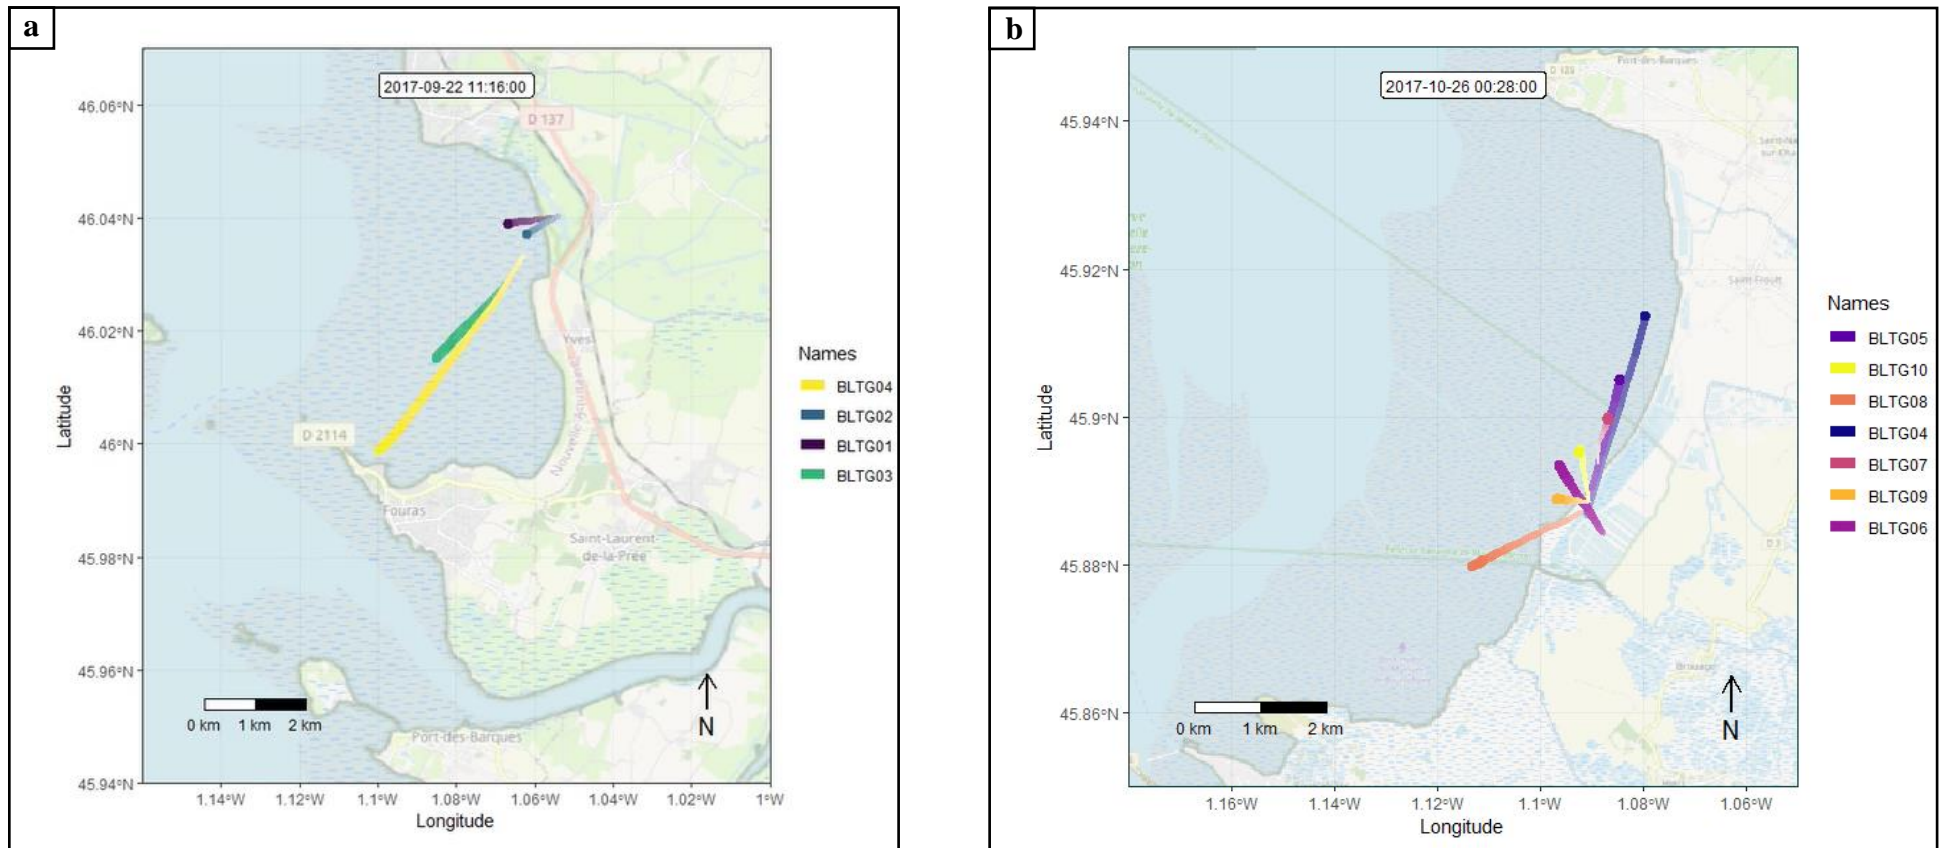 a
2017-09-22 11:16:00
46.06°N
46.04°N
46.02°N
46°N
45.98°N
45.96°N
45.94°N
1.14°W
1.12°W
1.1°W
1.08°W
1.06°W
1.04°W
1.02°W
1°W
Latitude
Longitude
D 137
Yves
Nouvelle-Aquitaine
D 2114
Fouras
Saint-Laurent-
de-la-Prée
Port-des-Barques
0 km 1 km 2 km
N
Names
BLTG04
BLTG02
BLTG01
BLTG03
b
2017-10-26 00:28:00
45.94°N
45.92°N
45.9°N
45.88°N
45.86°N
1.16°W
1.14°W
1.12°W
1.1°W
1.08°W
1.06°W
Latitude
Longitude
Port-des-Barques
Saint-Froult
Brouage
0 km 1 km 2 km
N
Names
BLTG05
BLTG10
BLTG08
BLTG04
BLTG07
BLTG09
BLTG06